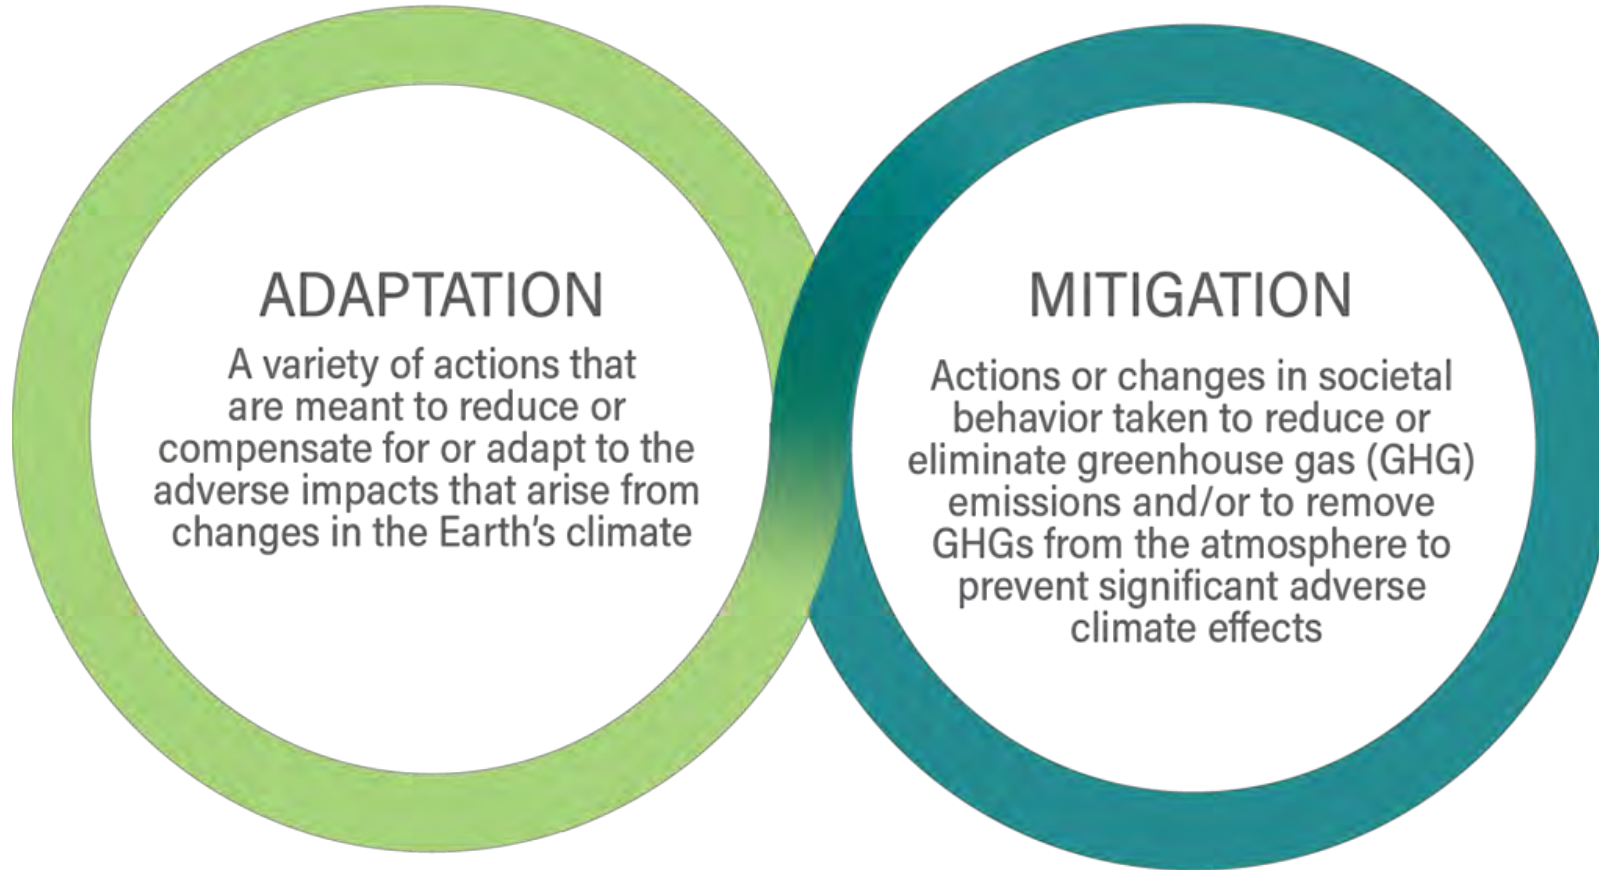 ADAPTATION
A variety of actions that
are meant to reduce or
compensate for or adapt to the
adverse impacts that arise from
changes in the Earth's climate
MITIGATION
Actions or changes in societal
behavior taken to reduce or
eliminate greenhouse gas (GHG)
emissions and/or to remove
GHGs from the atmosphere to
prevent significant adverse
climate effects